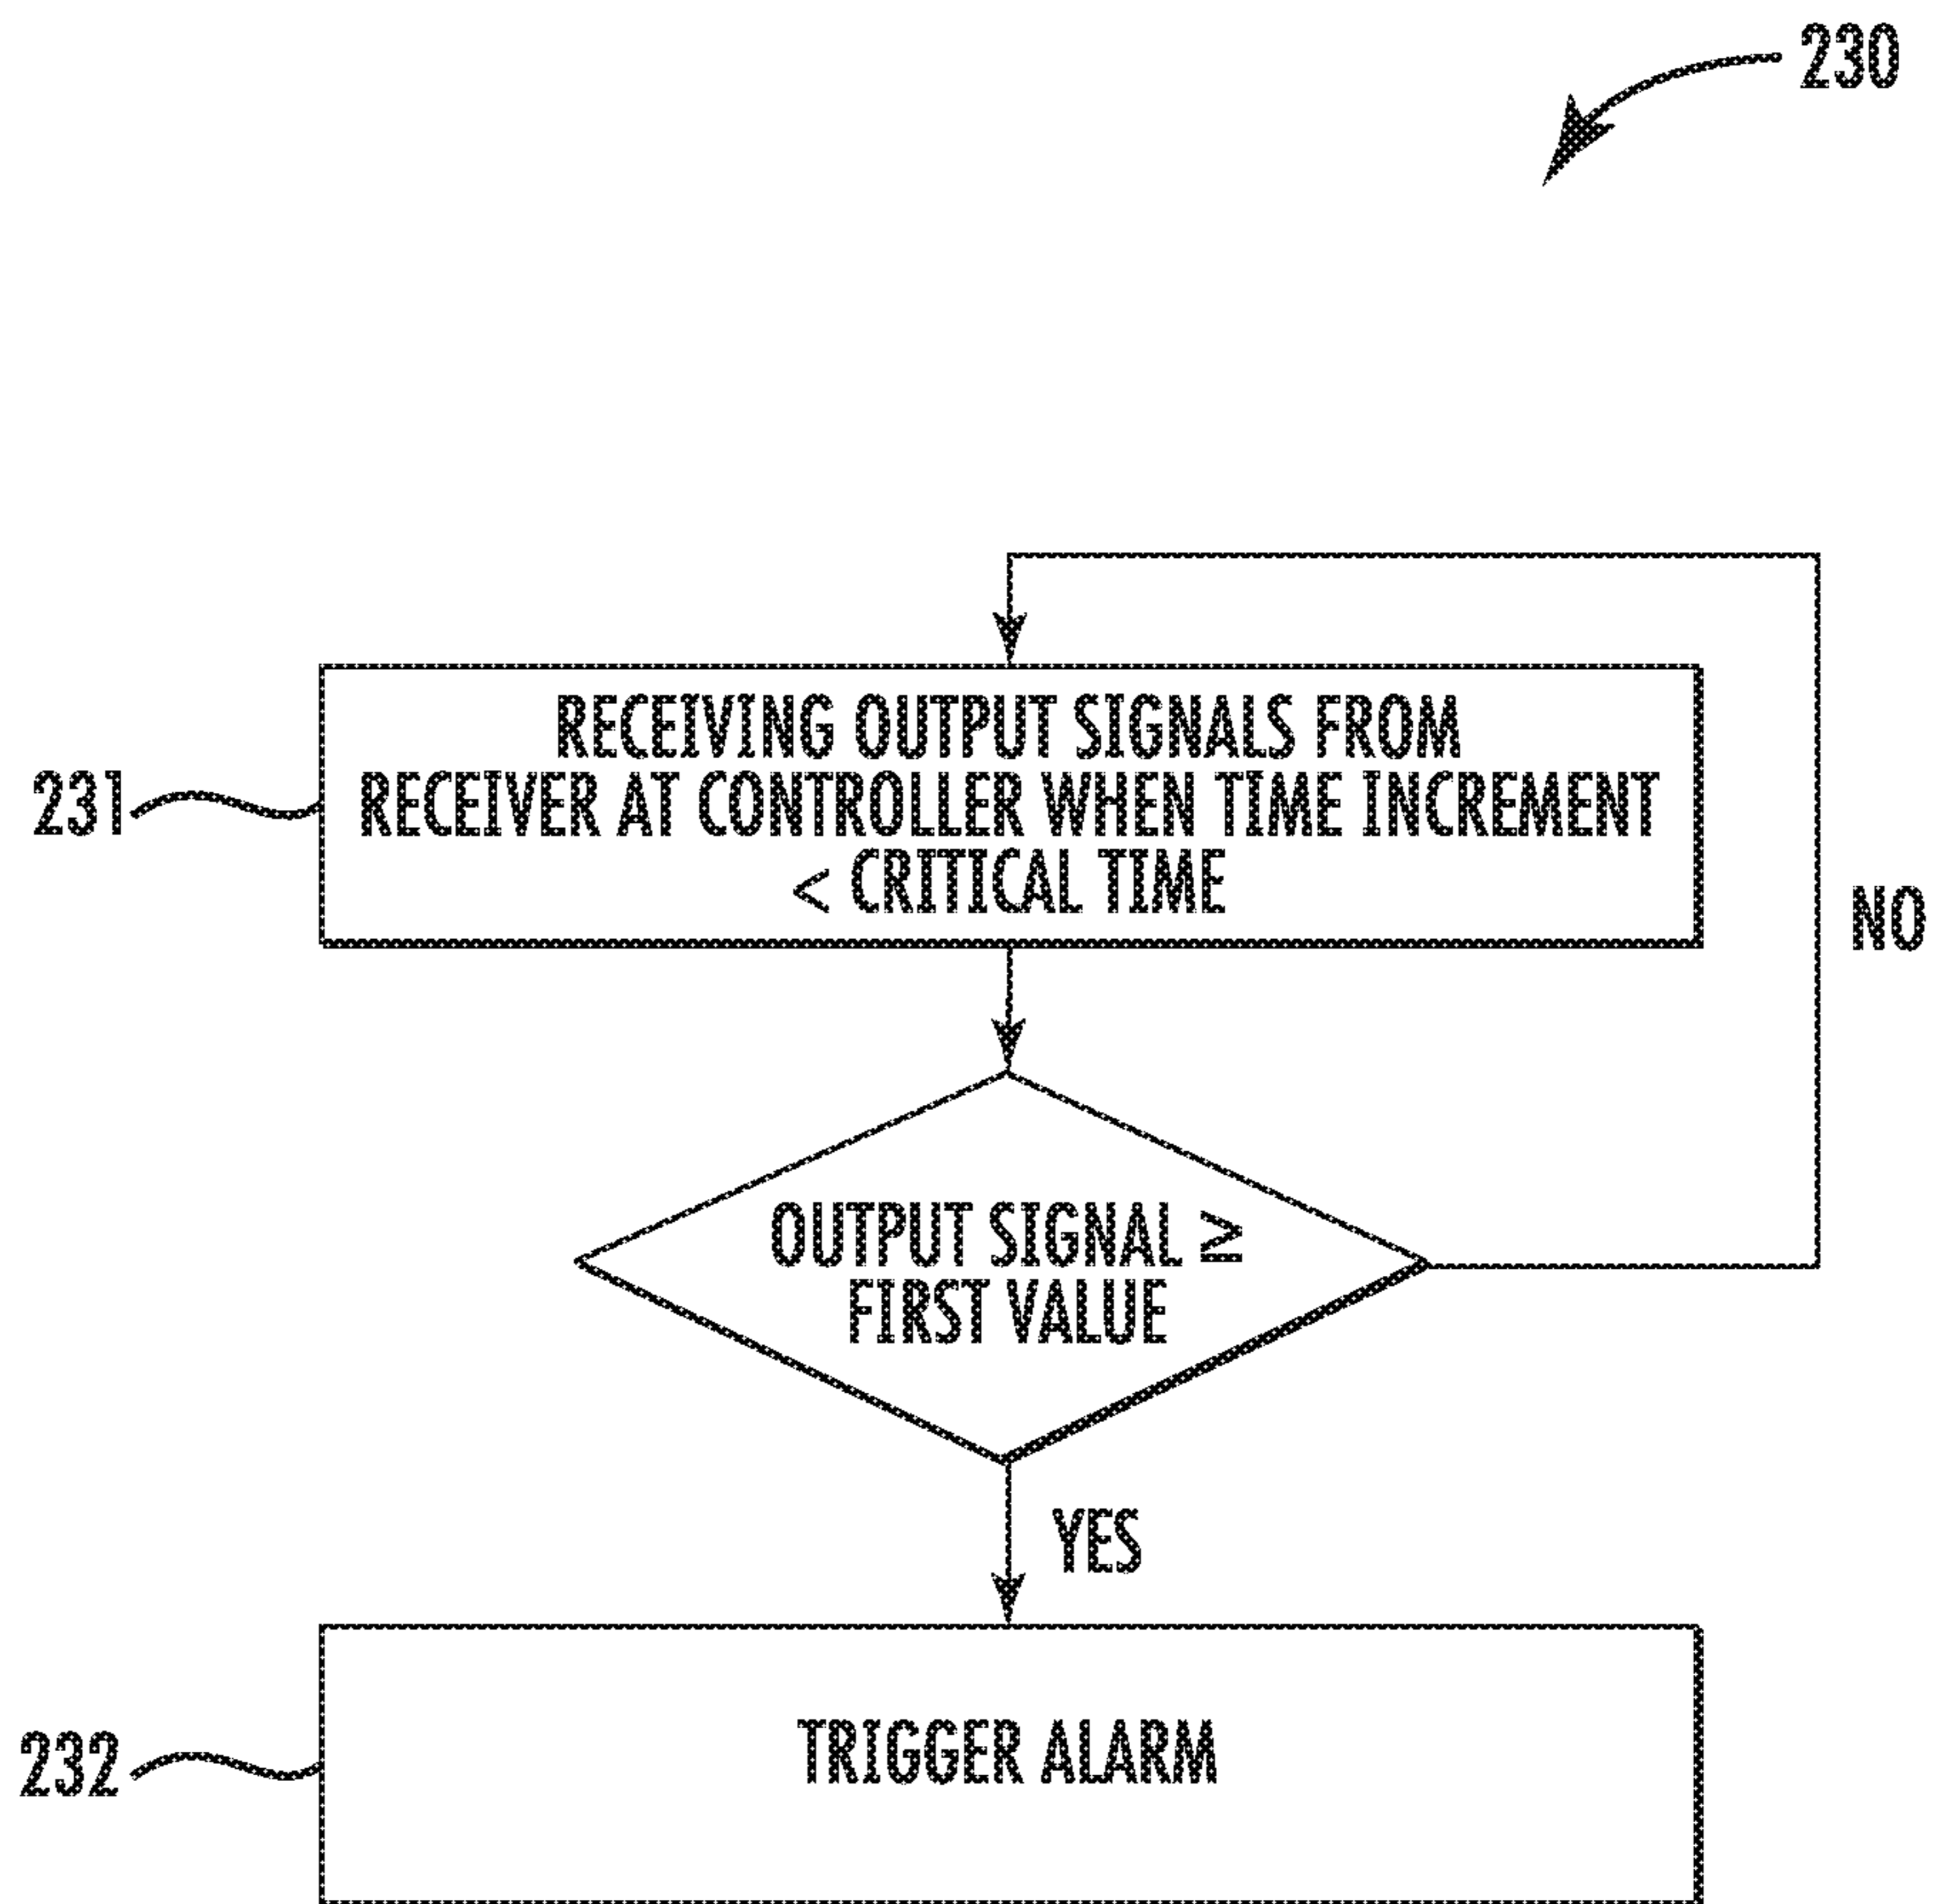 230
RECEIVING OUTPUT SIGNALS FROM
RECEIVER AT CONTROLLER WHEN TIME INCREMENT
< CRITICAL TIME
231
NO
OUTPUT SIGNAL ≥
FIRST VALUE
YES
TRIGGER ALARM
232